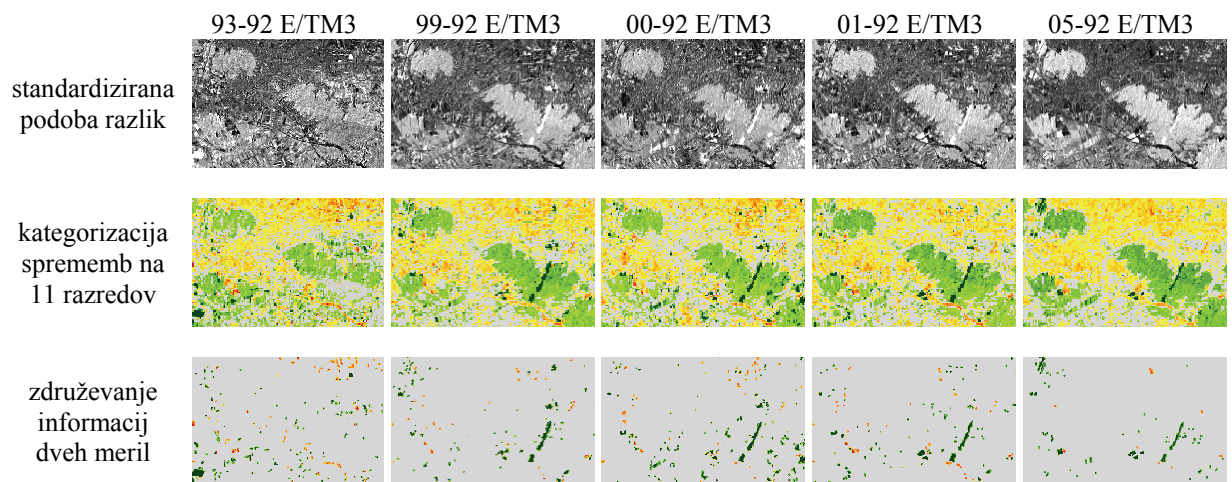 93-92 E/TM3 99-92 E/TM3 00-92 E/TM3 01-92 E/TM3 05-92 E/TM3
standardizirana
podoba razlik
kategorizacija
sprememb na
11 razredov
združevanje
informacij
dveh meril